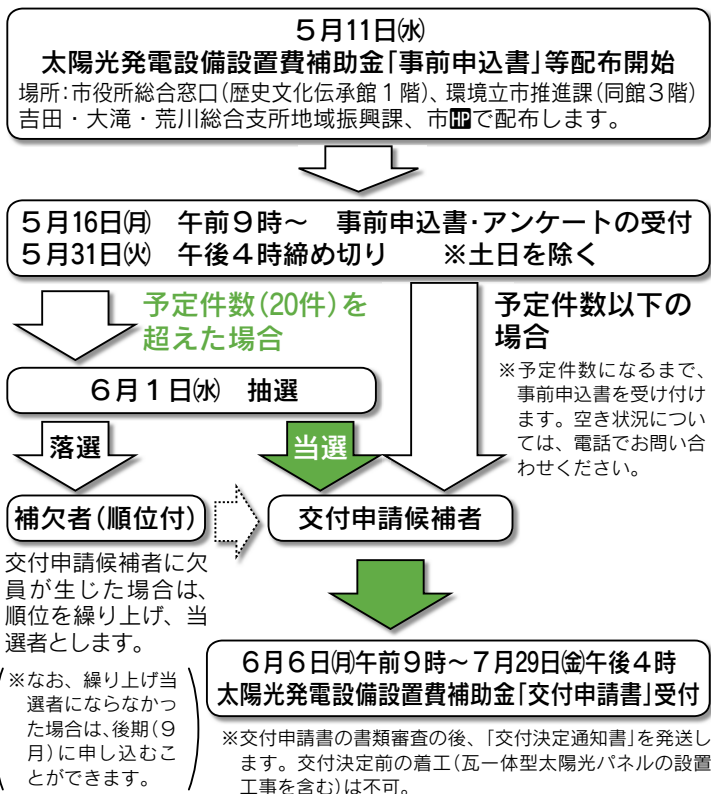 5月11日㈬
太陽光発電設備設置費補助金「事前申込書」等配布開始
場所：市役所総合窓口（歴史文化伝承館1階）、環境立市推進課（同館3階）
吉田・大滝・荒川総合支所地域振興課、市HPで配布します。
5月16日㈪　午前9時～　事前申込書・アンケートの受付
5月31日㈫　午後4時締め切り　※土日を除く
予定件数（20件）を
超えた場合
予定件数以下の
場合
※予定件数になるまで、
事前申込書を受け付け
ます。空き状況につい
ては、電話でお問い合
わせください。
6月1日㈬　抽選
落選
当選
補欠者（順位付）
交付申請候補者
交付申請候補者に欠
員が生じた場合は、
順位を繰り上げ、当
選者とします。
※なお、繰り上げ当
選者にならなかっ
た場合は、後期（9
月）に申し込むこ
とができます。
6月6日㈪午前9時～7月29日㈮午後4時
太陽光発電設備設置費補助金「交付申請書」受付
※交付申請書の書類審査の後、「交付決定通知書」を発送し
ます。交付決定前の着工（瓦一体型太陽光パネルの設置
工事を含む）は不可。